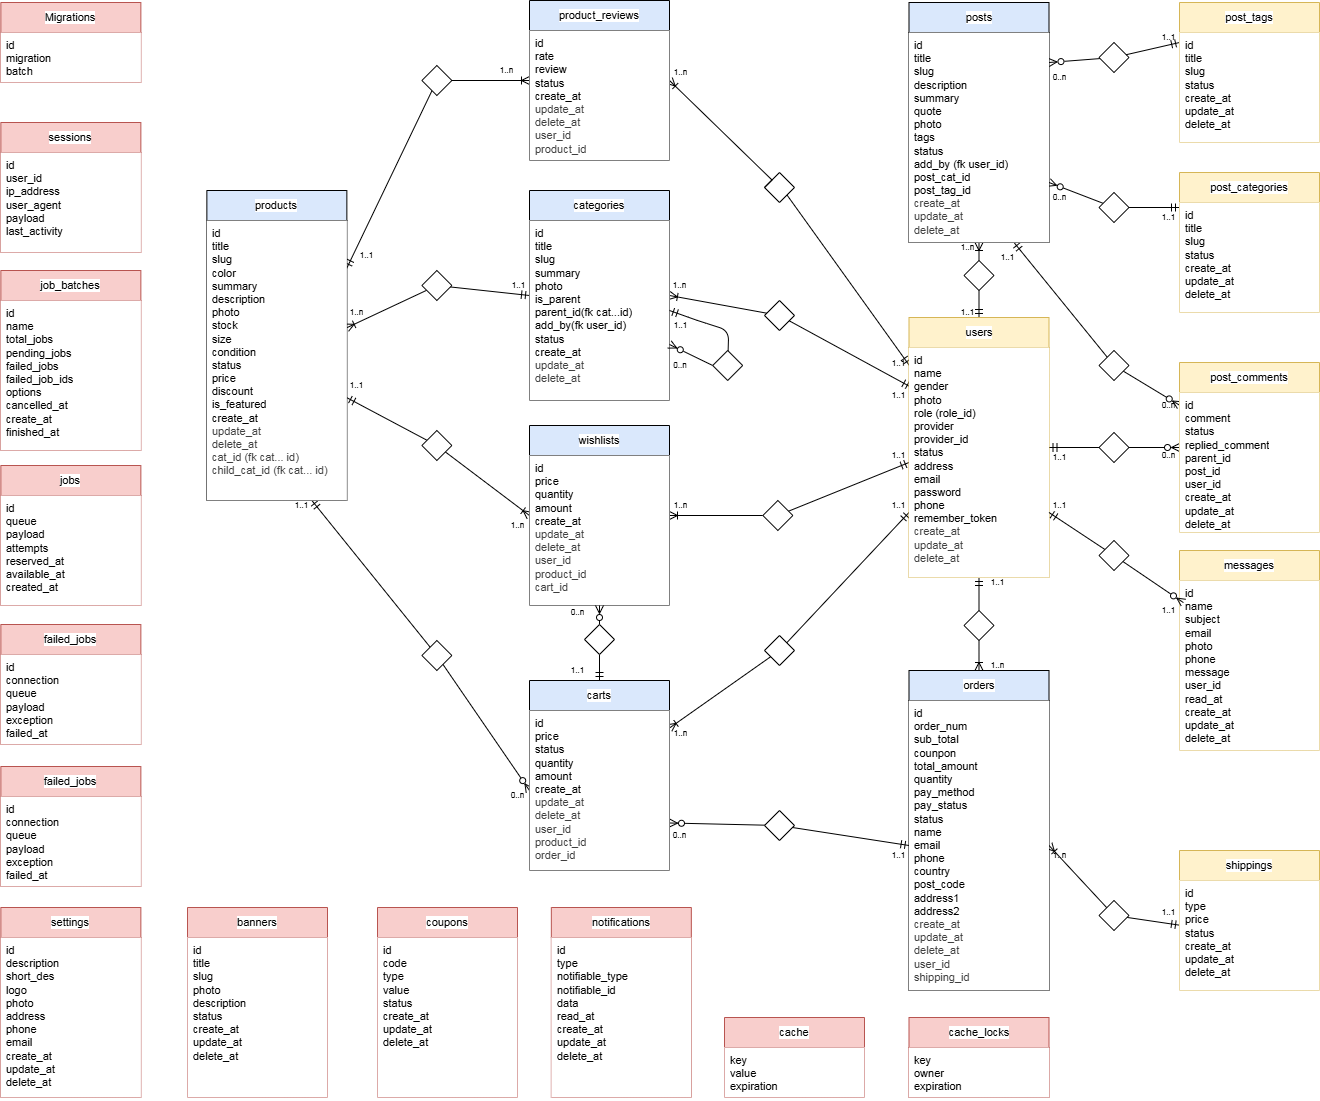 Migrations
id
migration
batch
sessions
id
user_id
ip_address
user_agent
payload
last_activity
job_batches
id
name
total_jobs
pending_jobs
failed_jobs
failed_job_ids
options
cancelled_at
create_at
finished_at
jobs
id
queue
payload
attempts
reserved_at
available_at
created_at
failed_jobs
id
connection
queue
payload
exception
failed_at
failed_jobs
id
connection
queue
payload
exception
failed_at
settings
id
description
short_des
logo
photo
address
phone
email
create_at
update_at
delete_at
products
id
title
slug
color
summary
description
photo
stock
size
condition
status
price
discount
is_featured
create_at
update_at
delete_at
cat_id (fk cat... id)
child_cat_id (fk cat... id)
1..1
1..n
1..1
1..1
banners
id
title
slug
photo
description
status
create_at
update_at
delete_at
coupons
id
code
type
value
status
create_at
update_at
delete_at
product_reviews
id
rate
review
status
create_at
update_at
delete_at
user_id
product_id
1..n
1..n
categories
id
title
slug
summary
photo
is_parent
parent_id(fk cat...id)
add_by(fk user_id)
status
create_at
update_at
delete_at
1..1
1..n
1..1
0..n
wishlists
id
price
quantity
amount
create_at
update_at
delete_at
user_id
product_id
cart_id
1..n
1..n
0..n
1..1
carts
id
price
status
quantity
amount
create_at
update_at
delete_at
user_id
product_id
order_id
0..n
1..n
0..n
notifications
id
type
notifiable_type
notifiable_id
data
read_at
create_at
update_at
delete_at
cache
key
value
expiration
posts
id
title
slug
description
summary
quote
photo
tags
status
add_by (fk user_id)
post_cat_id
post_tag_id
create_at
update_at
delete_at
0..n
0..n
1..n
1..1
1..1
users
id
name
gender
photo
role (role_id)
provider
provider_id
status
address
email
password
phone
remember_token
create_at
update_at
delete_at
1..1
1..1
1..1
1..1
1..1
1..1
1..1
1..n
orders
id
order_num
sub_total
counpon
total_amount
quantity
pay_method
pay_status
status
name
email
phone
country
post_code
address1
address2
create_at
update_at
delete_at
user_id
shipping_id
1..1
1..n
cache_locks
key
owner
expiration
post_tags
id
title
slug
status
create_at
update_at
delete_at
1..1
post_categories
id
title
slug
status
create_at
update_at
delete_at
1..1
post_comments
id
comment
status
replied_comment
parent_id
post_id
user_id
create_at
update_at
delete_at
0..n
0..n
messages
id
name
subject
email
photo
phone
message
user_id
read_at
create_at
update_at
delete_at
1..1
shippings
id
type
price
status
create_at
update_at
delete_at
1..1